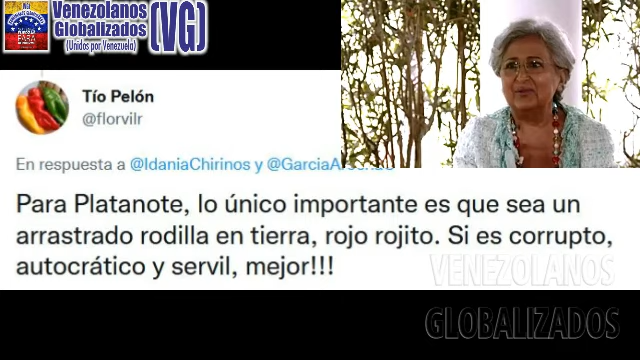 Venezolanos
Globalizados
(Unidos por Venezuela)
(VG)
Tío Pelón
@florvilr
En respuesta a @IdaniaChirinos y
Para Platanote, lo único importante es que sea un
arrastrado rodilla en tierra, rojo rojito. Si es corrupto,
autocrático y servil, mejor!!!
VENEZOLANOS
GLOBALIZADOS